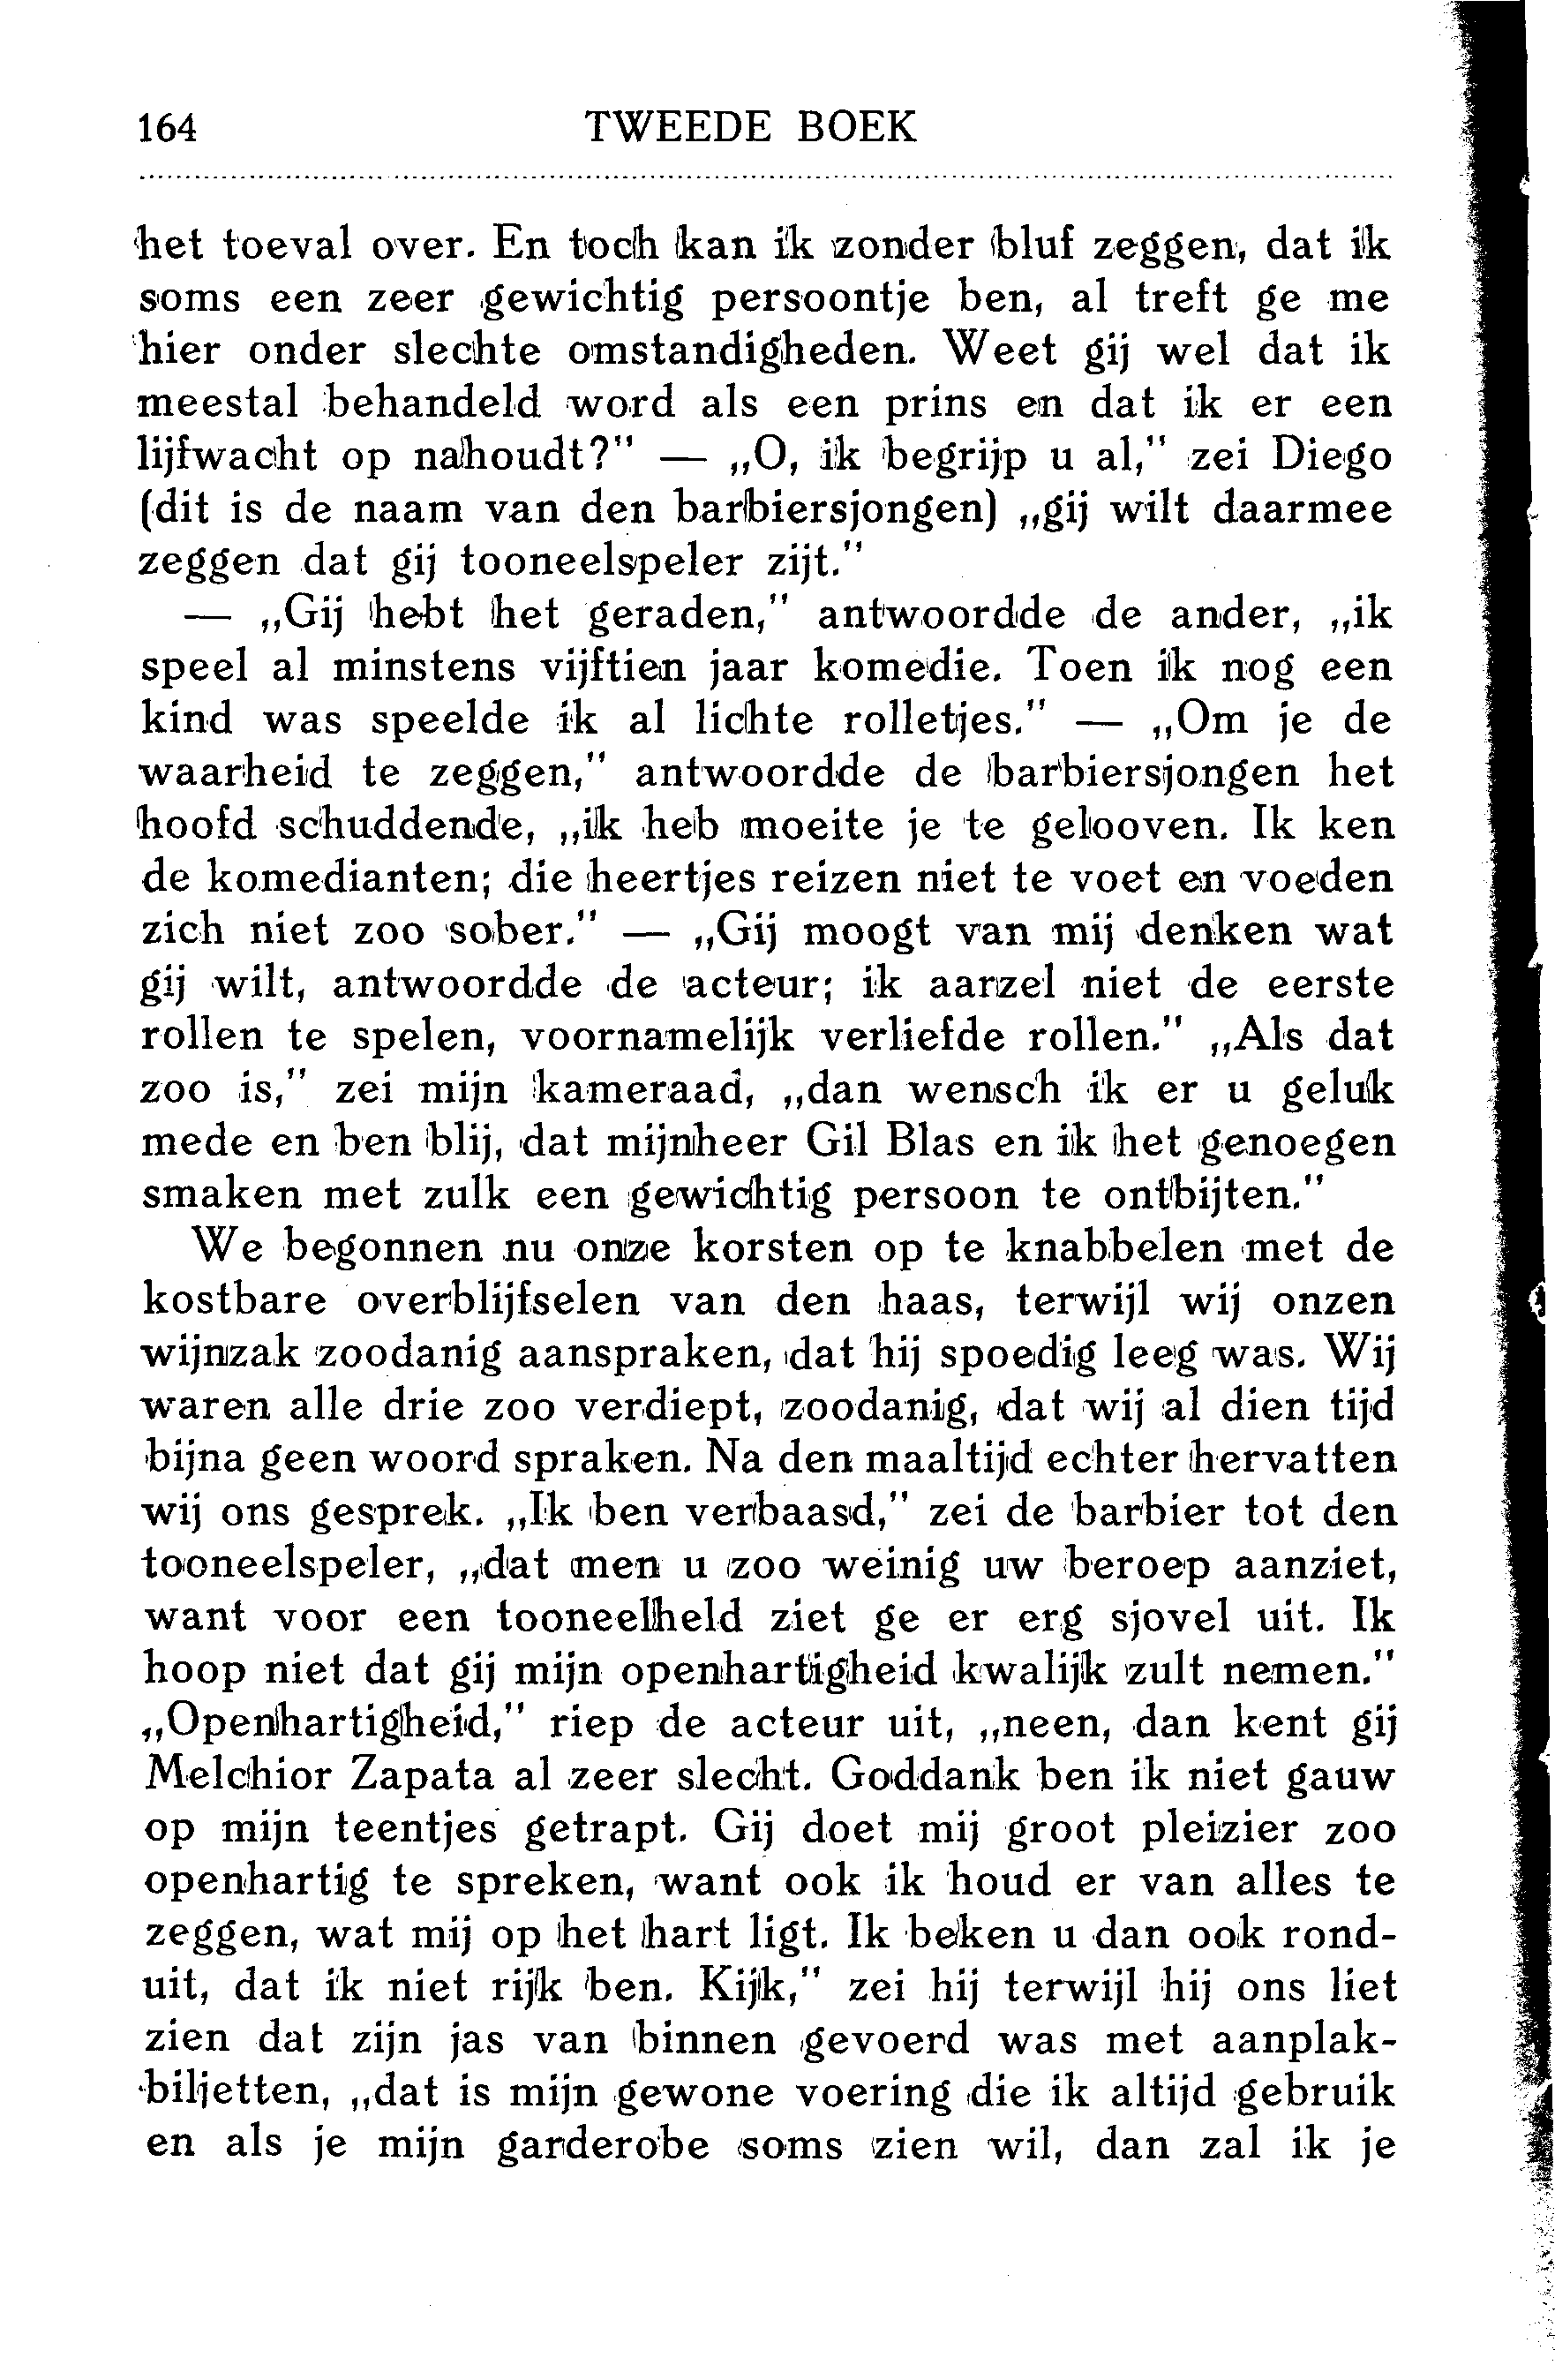 164 TWEEDE BOEK
het toeval over. En toch kan ik zonder bluf zeggen, dat ik
soms een zeer gewichtig persoontje ben, al treft ge me
hier onder slechte omstandigheden. Weet gij wel dat ik
meestal behandeld word als een prins en dat ik er een
lijfwacht op nahoudt?" — „O, ik begrijp u al," zei Diego
(dit is de naam van den barbiersjongen) „gij wilt daarmee
zeggen dat gij tooneelspeler zijt."
— „Gij hebt het geraden," antwoordde de ander, „ik
speel al minstens vijftien jaar komedie. Toen ik nog een
kind was speelde ik al lichte rolletjes." — „Om je de
waarheid te zeggen," antwoordde de barbiersjongen het
hoofd schuddende, „ik heb moeite je te gelooven. Ik ken
de komedianten; die heertjes reizen niet te voet en voeden
zich niet zoo sober." — „Gij moogt van mij denken wat
gij wilt, antwoordde de acteur; ik aarzel niet de eerste
rollen te spelen, voornamelijk verliefde rollen." „Als dat
zoo is," zei mijn kameraad, „dan wensch ik er u geluk
mede en ben blij, dat mijnheer Gil Blas en ik het genoegen
smaken met zulk een gewichtig persoon te ontbijten."
We begonnen nu onze korsten op te knabbelen met de
kostbare overblijfselen van den haas, terwijl wij onzen
wijnzak zoodanig aanspraken, dat hij spoedig leeg was. Wij
waren alle drie zoo verdiept, zoodanig, dat wij al dien tijd
bijna geen woord spraken. Na den maaltijd echter hervatten
wij ons gesprek. „Ik ben verbaasd," zei de barbier tot den
tooneelspeler, „dat men u zoo weinig uw beroep aanziet,
want voor een tooneelheld ziet ge er erg sjovel uit. Ik
hoop niet dat gij mijn openhartigheid kwalijk zult nemen."
„Openhartigheid," riep de acteur uit, „neen, dan kent gij
Melchior Zapata al zeer slecht. Goddank ben ik niet gauw
op mijn teentjes getrapt. Gij doet mij groot pleizier zoo
openhartig te spreken, want ook ik houd er van alles te
zeggen, wat mij op het hart ligt. Ik beken u dan ook rond-
uit, dat ik niet rijk ben. Kijk," zei hij terwijl hij ons liet
zien dat zijn jas van binnen gevoerd was met aanplak-
biljetten, „dat is mijn gewone voering die ik altijd gebruik
en als je mijn garderobe soms zien wil, dan zal ik je